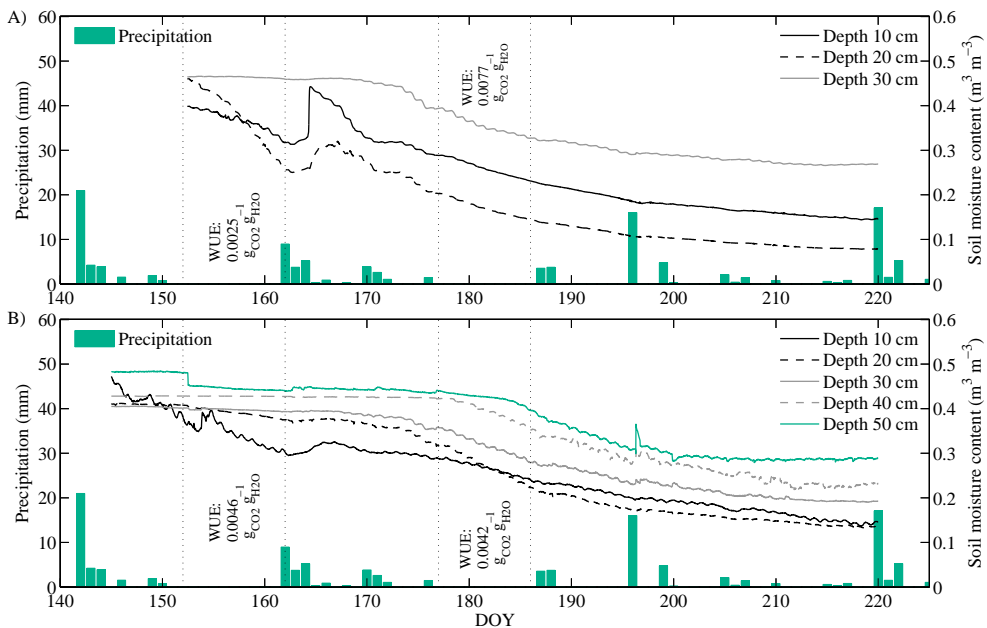 A)
Precipitation
Depth 10 cm
Depth 20 cm
Depth 30 cm
WUE:
0.0025
g_CO2 g_H2O^−1
WUE:
0.0077
g_CO2 g_H2O^−1
Precipitation (mm)
60
50
40
30
20
10
0
Soil moisture content (m³ m⁻³)
0.6
0.5
0.4
0.3
0.2
0.1
0
140 150 160 170 180 190 200 210 220
B)
Precipitation
Depth 10 cm
Depth 20 cm
Depth 30 cm
Depth 40 cm
Depth 50 cm
WUE:
0.0046
g_CO2 g_H2O^−1
WUE:
0.0042
g_CO2 g_H2O^−1
Precipitation (mm)
60
50
40
30
20
10
0
Soil moisture content (m³ m⁻³)
0.6
0.5
0.4
0.3
0.2
0.1
0
140 150 160 170 180 190 200 210 220
DOY